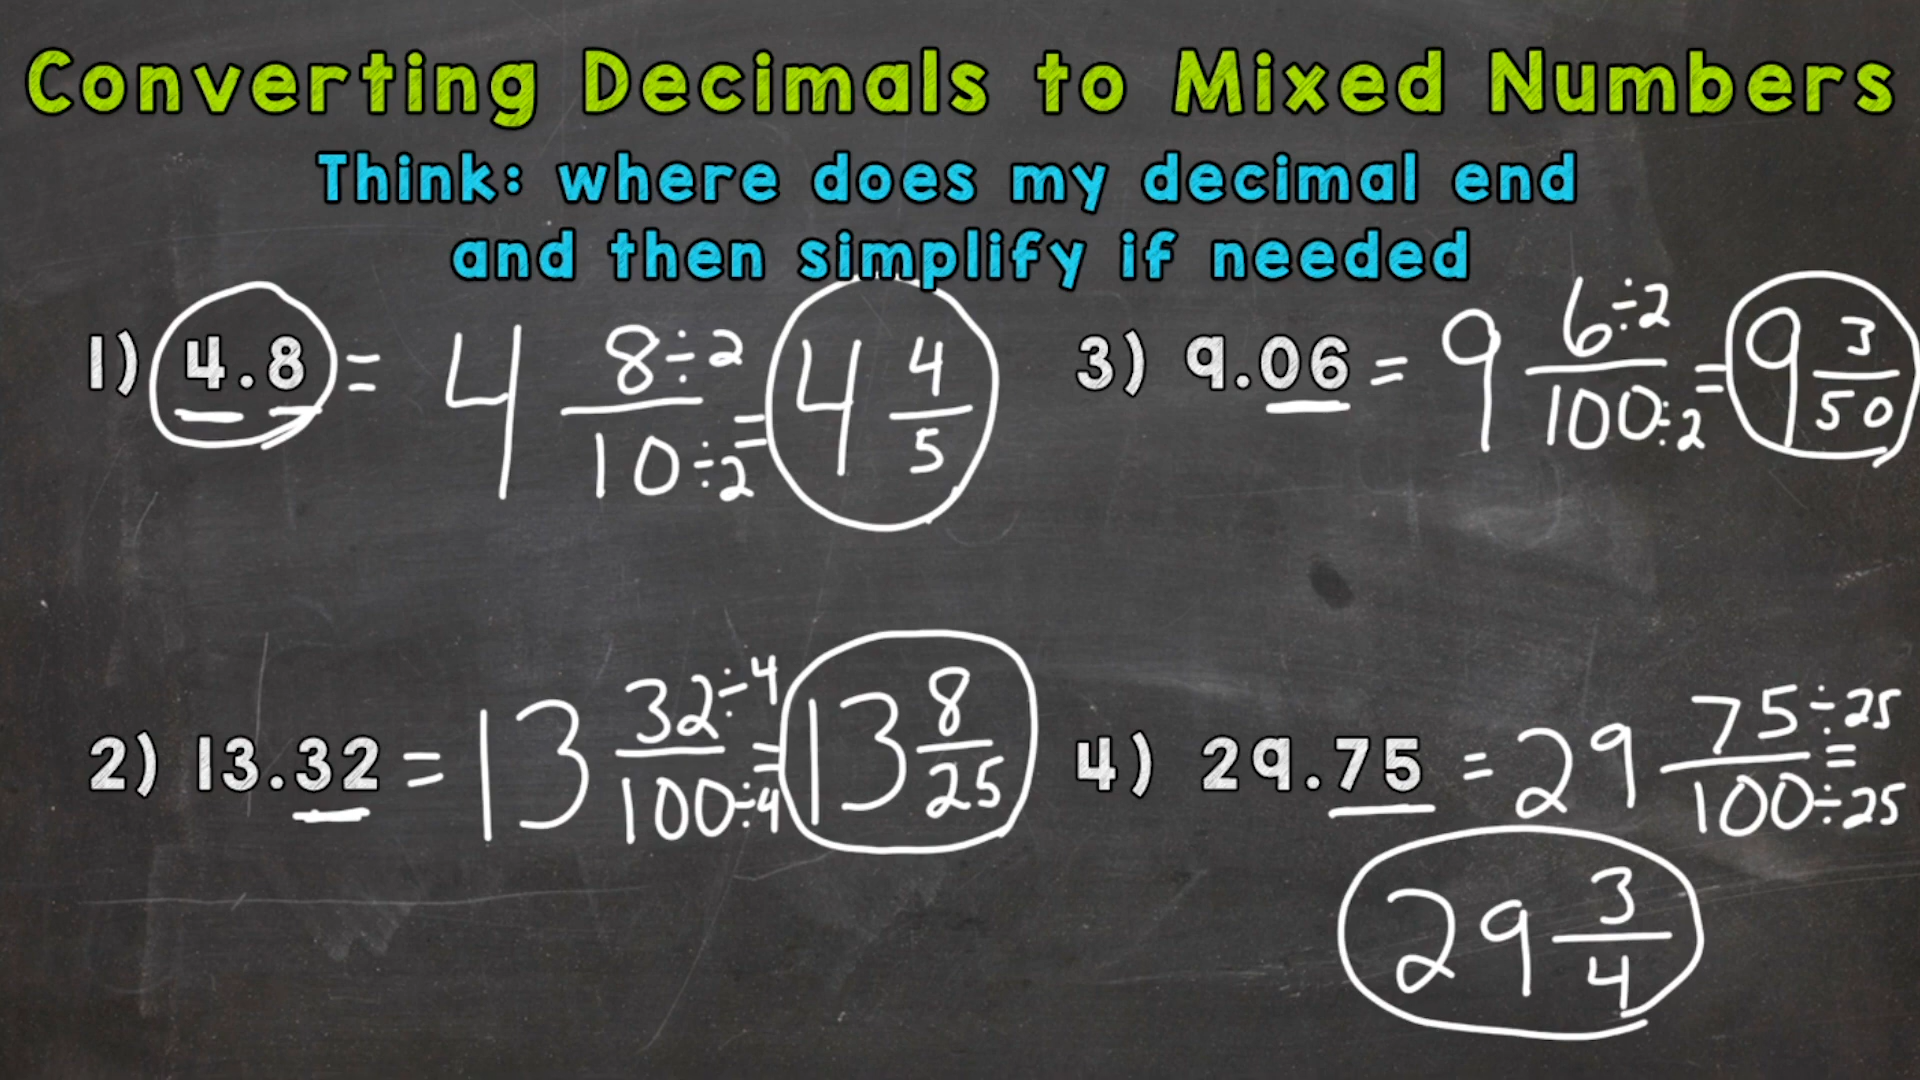 Converting Decimals to Mixed Numbers
Think: where does my decimal end
and then simplify if needed
1) 4.8 = 4 8÷2/10÷2 = 4 4/5
2) 13.32 = 13 32÷4/100÷4 = 13 8/25
3) 9.06 = 9 6÷2/100÷2 = 9 3/50
4) 29.75 = 29 75÷25/100÷25 =
29 3/4